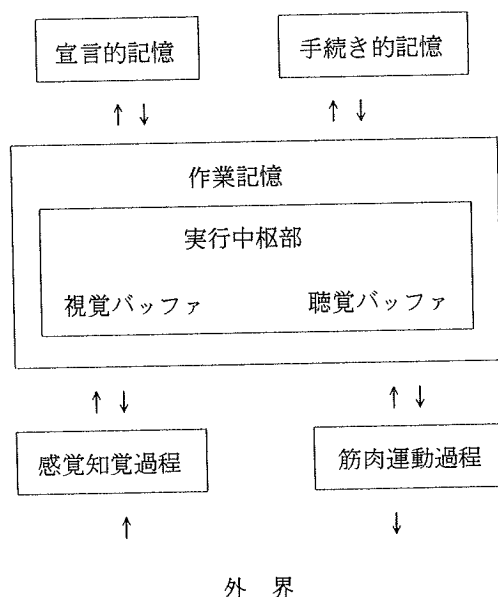 宣言的記憶 手続き的記憶
↑ ↓ ↑ ↓
作業記憶
実行中枢部
視覚バッファ 聴覚バッファ
↑ ↓ ↑ ↓
感覚知覚過程 筋肉運動過程
↑ ↓
外 界